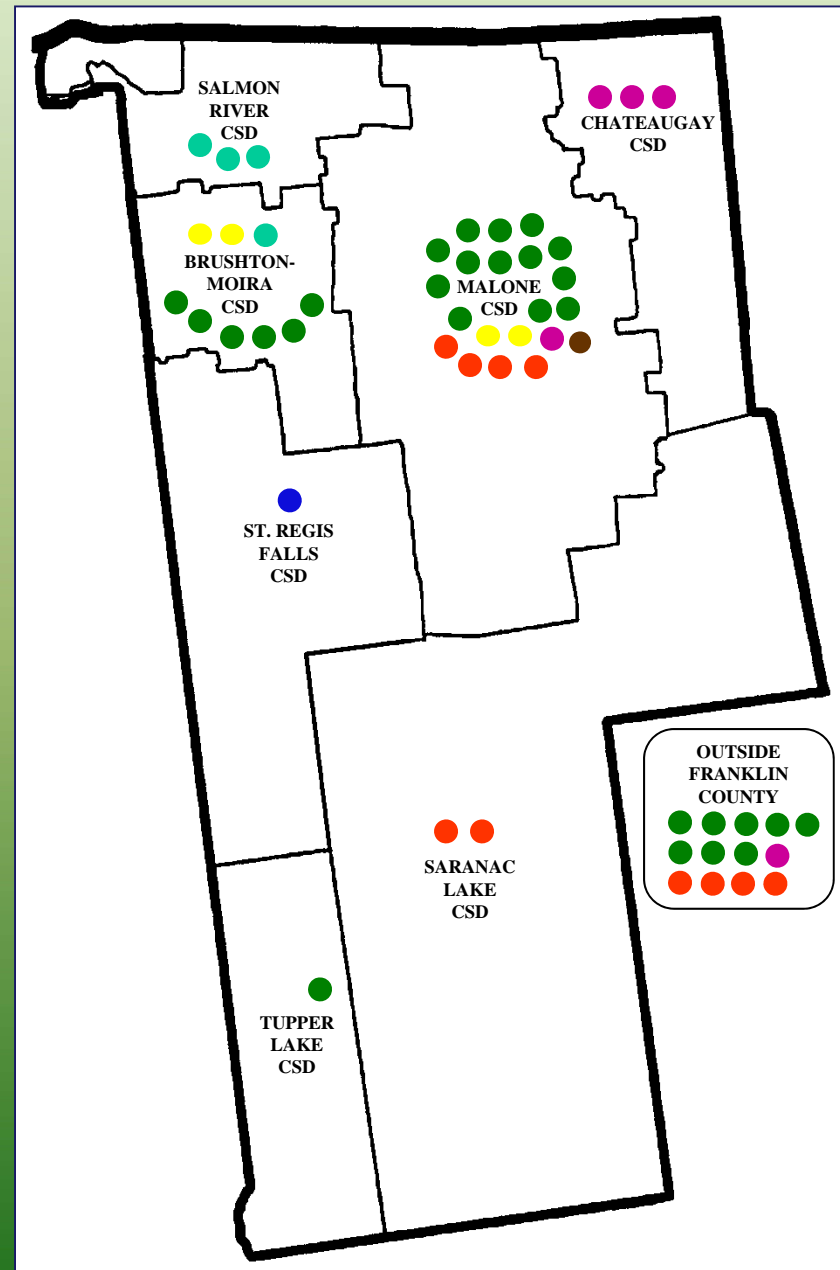 SALMON
RIVER
CSD
CHATEAUGAY
CSD
BRUSHTON-
MOIRA
CSD
MALONE
CSD
ST. REGIS
FALLS
CSD
OUTSIDE
FRANKLIN
COUNTY
SARANAC
LAKE
CSD
TUPPER
LAKE
CSD